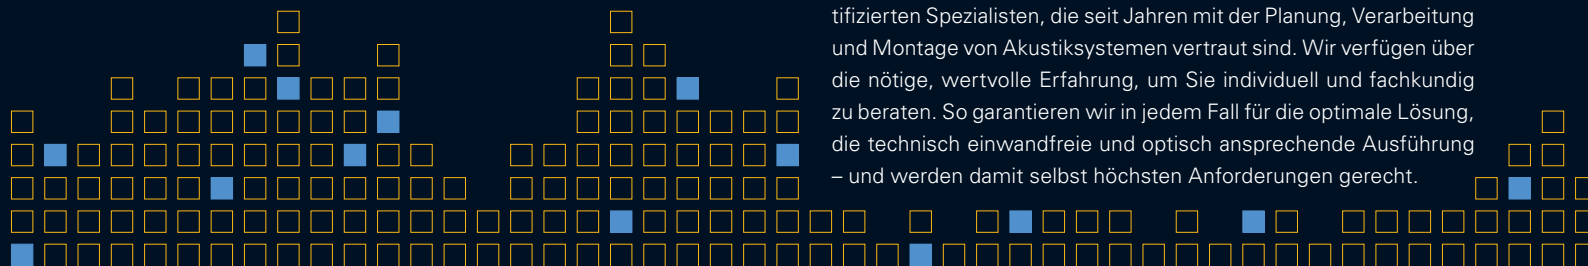 tifizierten Spezialisten, die seit Jahren mit der Planung, Verarbeitung
und Montage von Akustiksystemen vertraut sind. Wir verfügen über
die nötige, wertvolle Erfahrung, um Sie individuell und fachkundig
zu beraten. So garantieren wir in jedem Fall für die optimale Lösung,
die technisch einwandfreie und optisch ansprechende Ausführung
– und werden damit selbst höchsten Anforderungen gerecht.